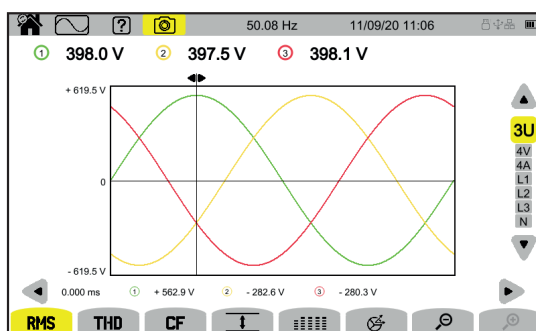 ? 50.08 Hz 11/09/20 11:06
1 398.0 V 2 397.5 V 3 398.1 V
+ 619.5 V
0
- 619.5 V
3U
4V
4A
L1
L2
L3
N
0.000 ms 1 + 562.9 V 2 - 282.6 V 3 - 280.3 V
RMS THD CF